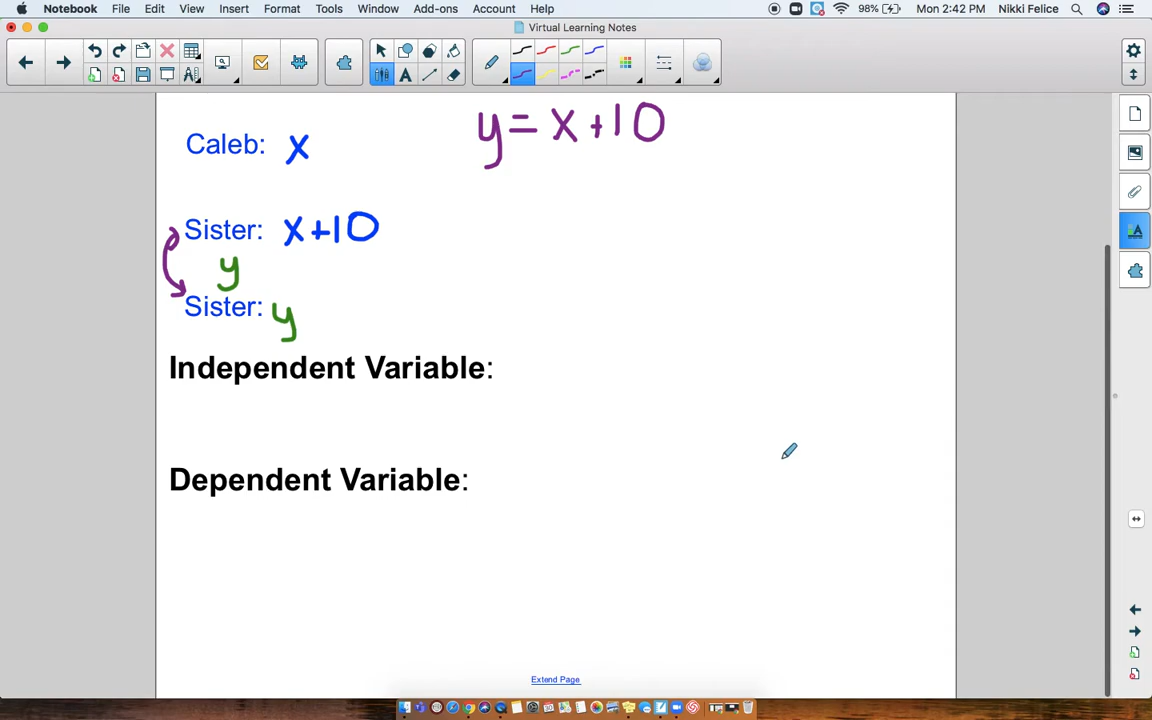 Notebook File Edit View Insert Format Tools Window Add-ons Account Help 98% Mon 2:42 PM Nikki Felice
Virtual Learning Notes
y = x + 10
Caleb: x
Sister: x + 10
y
Sister: y
Independent Variable:
Dependent Variable:
Extend Page